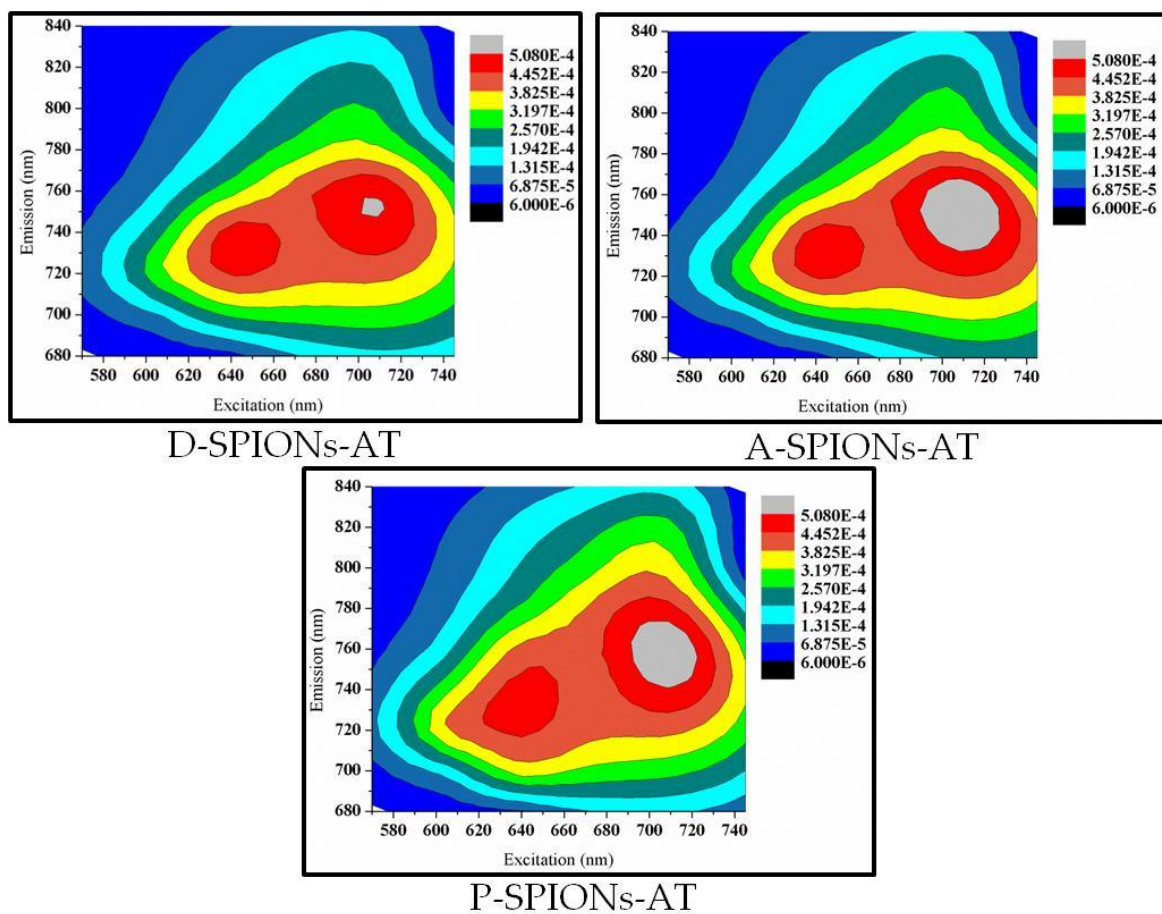 840
820
800
780
760
740
720
700
680
Emission (nm)
580 600 620 640 660 680 700 720 740
Excitation (nm)
5.080E-4
4.452E-4
3.825E-4
3.197E-4
2.570E-4
1.942E-4
1.315E-4
6.875E-5
6.000E-6
D-SPIONs-AT
840
820
800
780
760
740
720
700
680
Emission (nm)
580 600 620 640 660 680 700 720 740
Excitation (nm)
5.080E-4
4.452E-4
3.825E-4
3.197E-4
2.570E-4
1.942E-4
1.315E-4
6.875E-5
6.000E-6
A-SPIONs-AT
840
820
800
780
760
740
720
700
680
Emission (nm)
580 600 620 640 660 680 700 720 740
Excitation (nm)
5.080E-4
4.452E-4
3.825E-4
3.197E-4
2.570E-4
1.942E-4
1.315E-4
6.875E-5
6.000E-6
P-SPIONs-AT